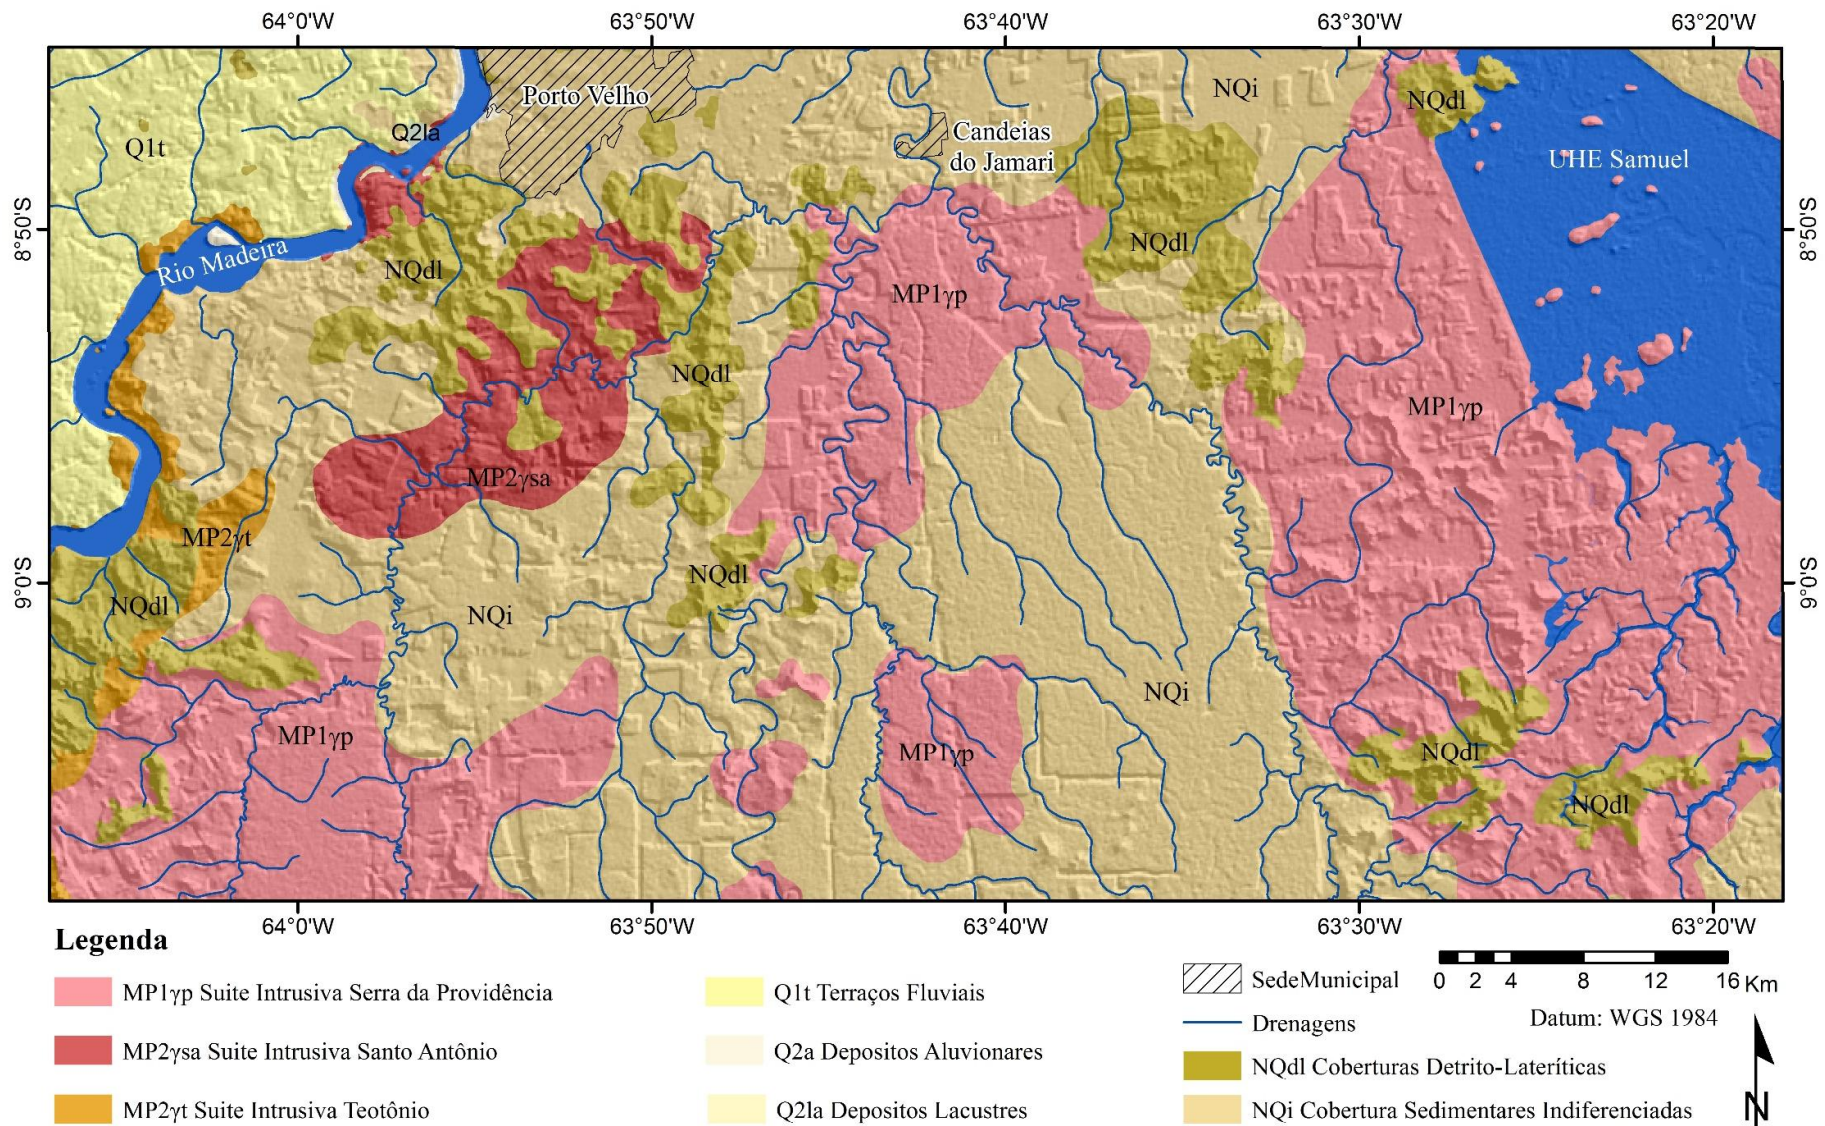 64°0'W 63°50'W 63°40'W 63°30'W 63°20'W
Porto Velho
NQi
NQdl
Q2la
Q1t
Candeias
do Jamari
UHE Samuel
8°50'S
8°50'S
Rio Madeira
NQdl
NQdl
MP1γp
NQdl
MP1γp
MP2γsa
MP2γt
NQdl
9°0'S
9°0'S
NQdl
NQi
NQi
MP1γp
MP1γp
NQdl
NQdl
64°0'W 63°50'W 63°40'W 63°30'W 63°20'W
Legenda
MP1γp Suite Intrusiva Serra da Providência
MP2γsa Suite Intrusiva Santo Antônio
MP2γt Suite Intrusiva Teotônio
Q1t Terraços Fluviais
Q2a Depositos Aluvionares
Q2la Depositos Lacustres
SedeMunicipal
Drenagens
NQdl Coberturas Detrito-Lateríticas
NQi Cobertura Sedimentares Indiferenciadas
0 2 4 8 12 16 Km
Datum: WGS 1984
N